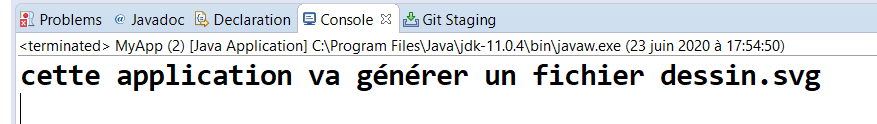 Problems @ Javadoc Declaration Console Git Staging
<terminated> MyApp (2) [Java Application] C:\Program Files\Java\jdk-11.0.4\bin\javaw.exe (23 juin 2020 à 17:54:50)
cette application va générer un fichier dessin.svg